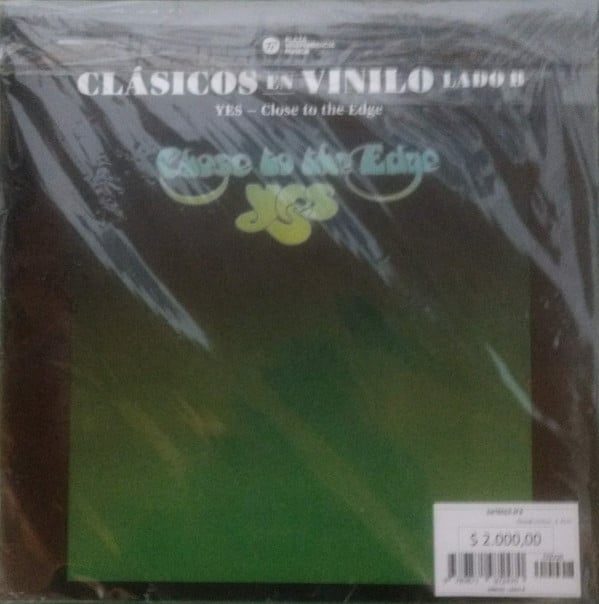 CLÁSICOS EN VINILO LADO B
YES – Close to the Edge
Close to the Edge
YES
$ 2.000,00